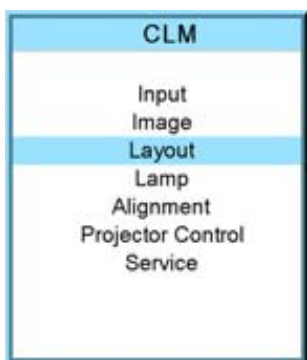 CLM
Input
Image
Layout
Lamp
Alignment
Projector Control
Service